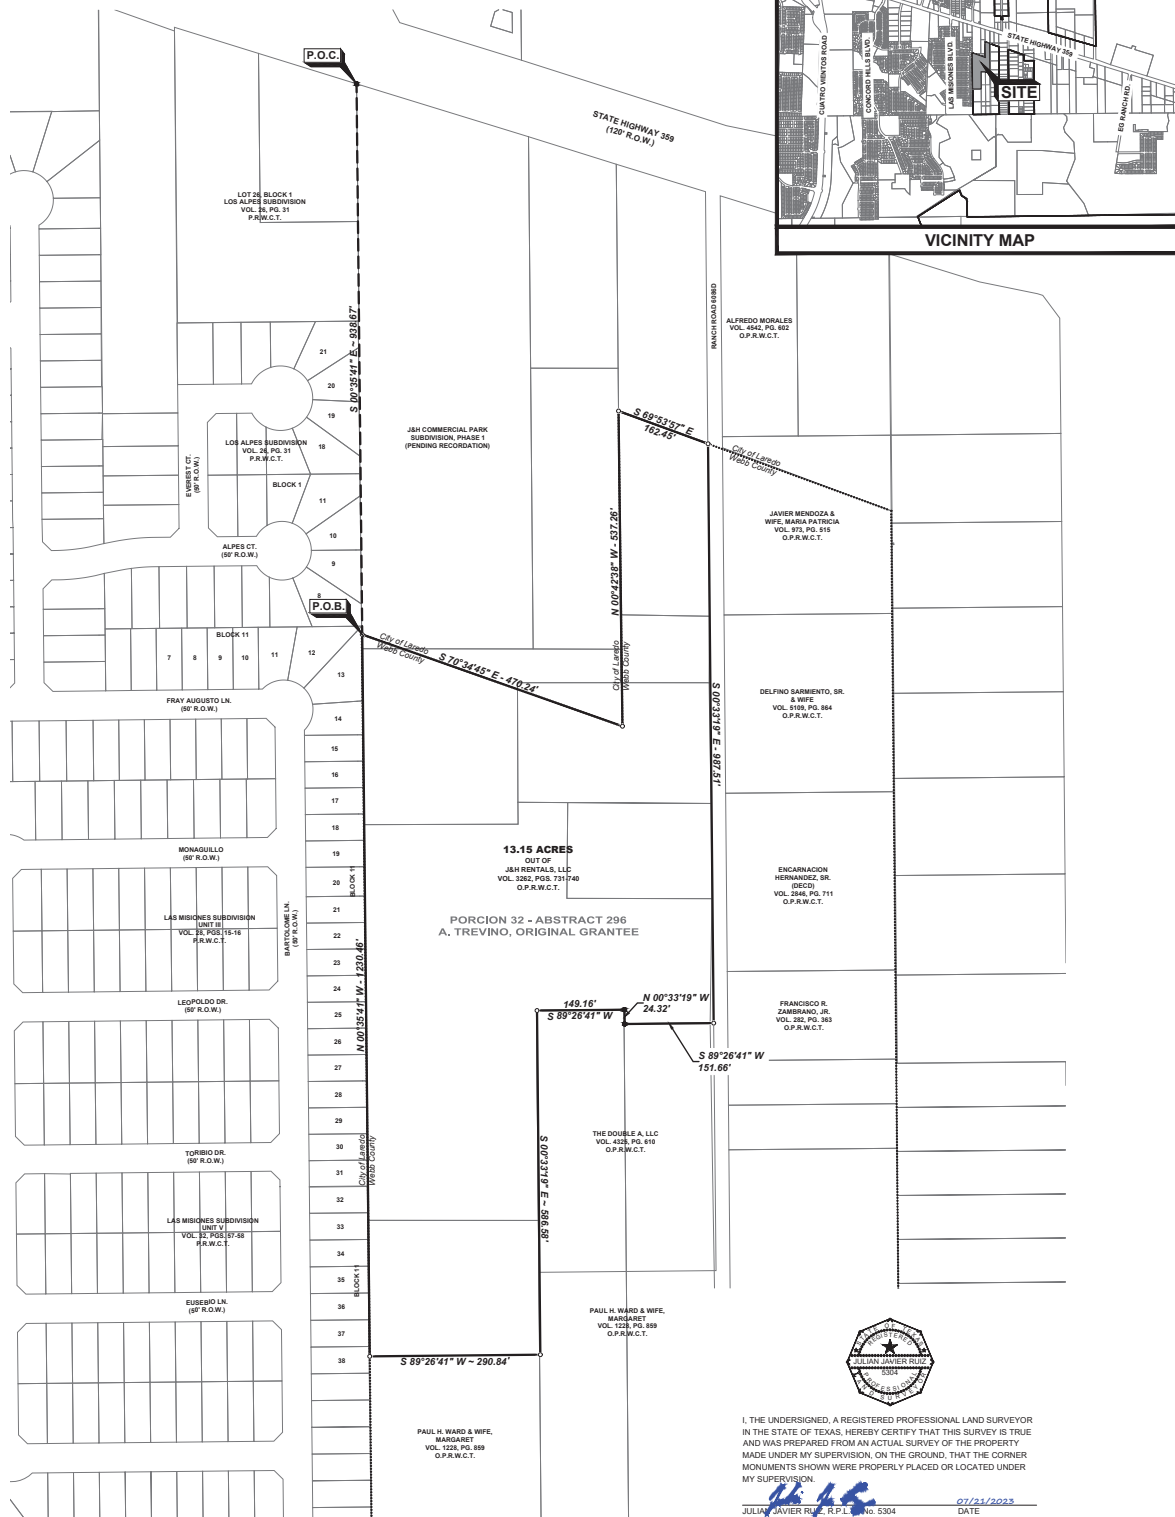 P.O.C.
STATE HIGHWAY 359
(120' R.O.W.)
LOT 26, BLOCK 1
LOS ALPES SUBDIVISION
VOL. 26, PG. 31
P.R.W.C.T.
CUATRO VIENTOS ROAD
CONCORD HILLS BLVD.
LAS MISIONES BLVD.
STATE HIGHWAY 359
SITE
EG RANCH RD.
VICINITY MAP
S 00°35'41" E ~ 938.67'
RANCH ROAD 6086D
ALFREDO MORALES
VOL. 4542, PG. 602
O.P.R.W.C.T.
21
20
19
18
LOS ALPES SUBDIVISION
VOL. 26, PG. 31
P.R.W.C.T.
BLOCK 1
11
10
9
8
EVEREST CT.
(50' R.O.W.)
ALPES CT.
(50' R.O.W.)
J&H COMMERCIAL PARK
SUBDIVISION, PHASE 1
(PENDING RECORDATION)
S 69°53'57" E
162.45'
City of Laredo
Webb County
N 00°42'38" W - 537.26'
JAVIER MENDOZA &
WIFE, MARIA PATRICIA
VOL. 973, PG. 515
O.P.R.W.C.T.
P.O.B.
BLOCK 11
7
8
9
10
11
12
13
14
15
16
17
18
19
20
21
22
23
24
25
26
27
28
29
30
31
32
33
34
35
36
37
38
City of Laredo
Webb County
S 70°34'45" E - 470.24'
City of Laredo
Webb County
FRAY AUGUSTO LN.
(50' R.O.W.)
S 00°33'19" E - 987.51'
DELFINO SARMIENTO, SR.
& WIFE
VOL. 5109, PG. 864
O.P.R.W.C.T.
MONAGUILLO
(50' R.O.W.)
BLOCK 11
13.15 ACRES
OUT OF
J&H RENTALS, LLC
VOL. 3262, PGS. 731-740
O.P.R.W.C.T.
ENCARNACION
HERNANDEZ, SR.
(DECD)
VOL. 2846, PG. 711
O.P.R.W.C.T.
LAS MISIONES SUBDIVISION
UNIT III
VOL. 28, PGS. 15-16
P.R.W.C.T.
BARTOLOME LN.
(50' R.O.W.)
PORCION 32 - ABSTRACT 296
A. TREVINO, ORIGINAL GRANTEE
N 00°35'41" W - 1230.46'
LEOPOLDO DR.
(50' R.O.W.)
149.16'
S 89°26'41" W
N 00°33'19" W
24.32'
FRANCISCO R.
ZAMBRANO, JR.
VOL. 282, PG. 363
O.P.R.W.C.T.
S 89°26'41" W
151.66'
THE DOUBLE A, LLC
VOL. 4325, PG. 610
O.P.R.W.C.T.
City of Laredo
Webb County
TORIBIO DR.
(50' R.O.W.)
S 00°33'19" E ~ 586.58'
LAS MISIONES SUBDIVISION
UNIT V
VOL. 32, PGS. 57-58
P.R.W.C.T.
BLOCK 11
EUSEBIO LN.
(50' R.O.W.)
PAUL H. WARD & WIFE,
MARGARET
VOL. 1228, PG. 859
O.P.R.W.C.T.
S 89°26'41" W ~ 290.84'
PAUL H. WARD & WIFE,
MARGARET
VOL. 1228, PG. 859
O.P.R.W.C.T.
STATE OF TEXAS
REGISTERED
JULIAN JAVIER RUIZ
5304
PROFESSIONAL
LAND SURVEYOR
I, THE UNDERSIGNED, A REGISTERED PROFESSIONAL LAND SURVEYOR
IN THE STATE OF TEXAS, HEREBY CERTIFY THAT THIS SURVEY IS TRUE
AND WAS PREPARED FROM AN ACTUAL SURVEY OF THE PROPERTY
MADE UNDER MY SUPERVISION, ON THE GROUND, THAT THE CORNER
MONUMENTS SHOWN WERE PROPERLY PLACED OR LOCATED UNDER
MY SUPERVISION.
07/21/2023
JULIAN JAVIER RUIZ, R.P.L.S. No. 5304
DATE